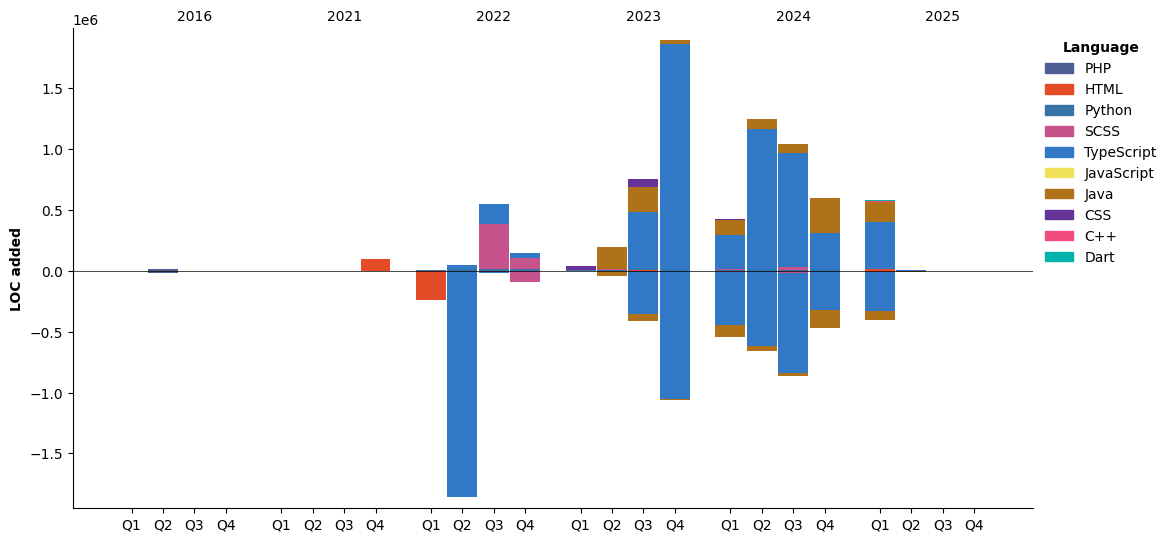 1e6
2016 2021 2022 2023 2024 2025
LOC added
1.5
1.0
0.5
0.0
−0.5
−1.0
−1.5
Q1 Q2 Q3 Q4 Q1 Q2 Q3 Q4 Q1 Q2 Q3 Q4 Q1 Q2 Q3 Q4 Q1 Q2 Q3 Q4 Q1 Q2 Q3 Q4
Language
PHP
HTML
Python
SCSS
TypeScript
JavaScript
Java
CSS
C++
Dart